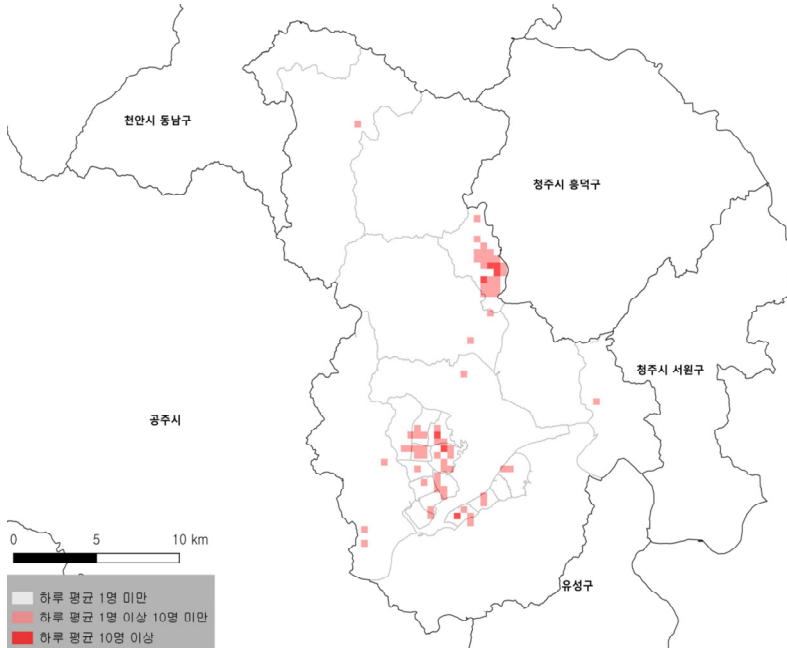 천안시 동남구
청주시 흥덕구
청주시 서원구
공주시
유성구
0 5 10 km
하루 평균 1명 미만
하루 평균 1명 이상 10명 미만
하루 평균 10명 이상